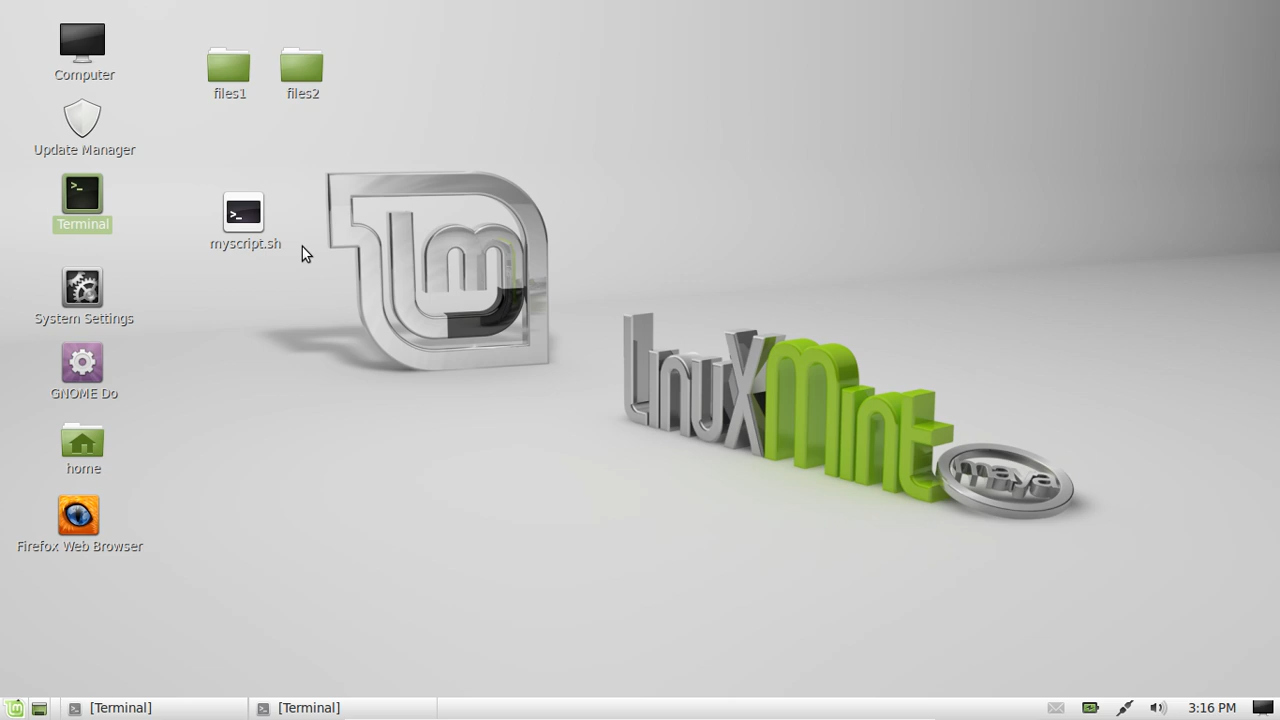 Computer
files1
files2
Update Manager
Terminal
myscript.sh
System Settings
GNOME Do
home
Firefox Web Browser
lm
LinuxMint
maya
[Terminal]
[Terminal]
3:16 PM